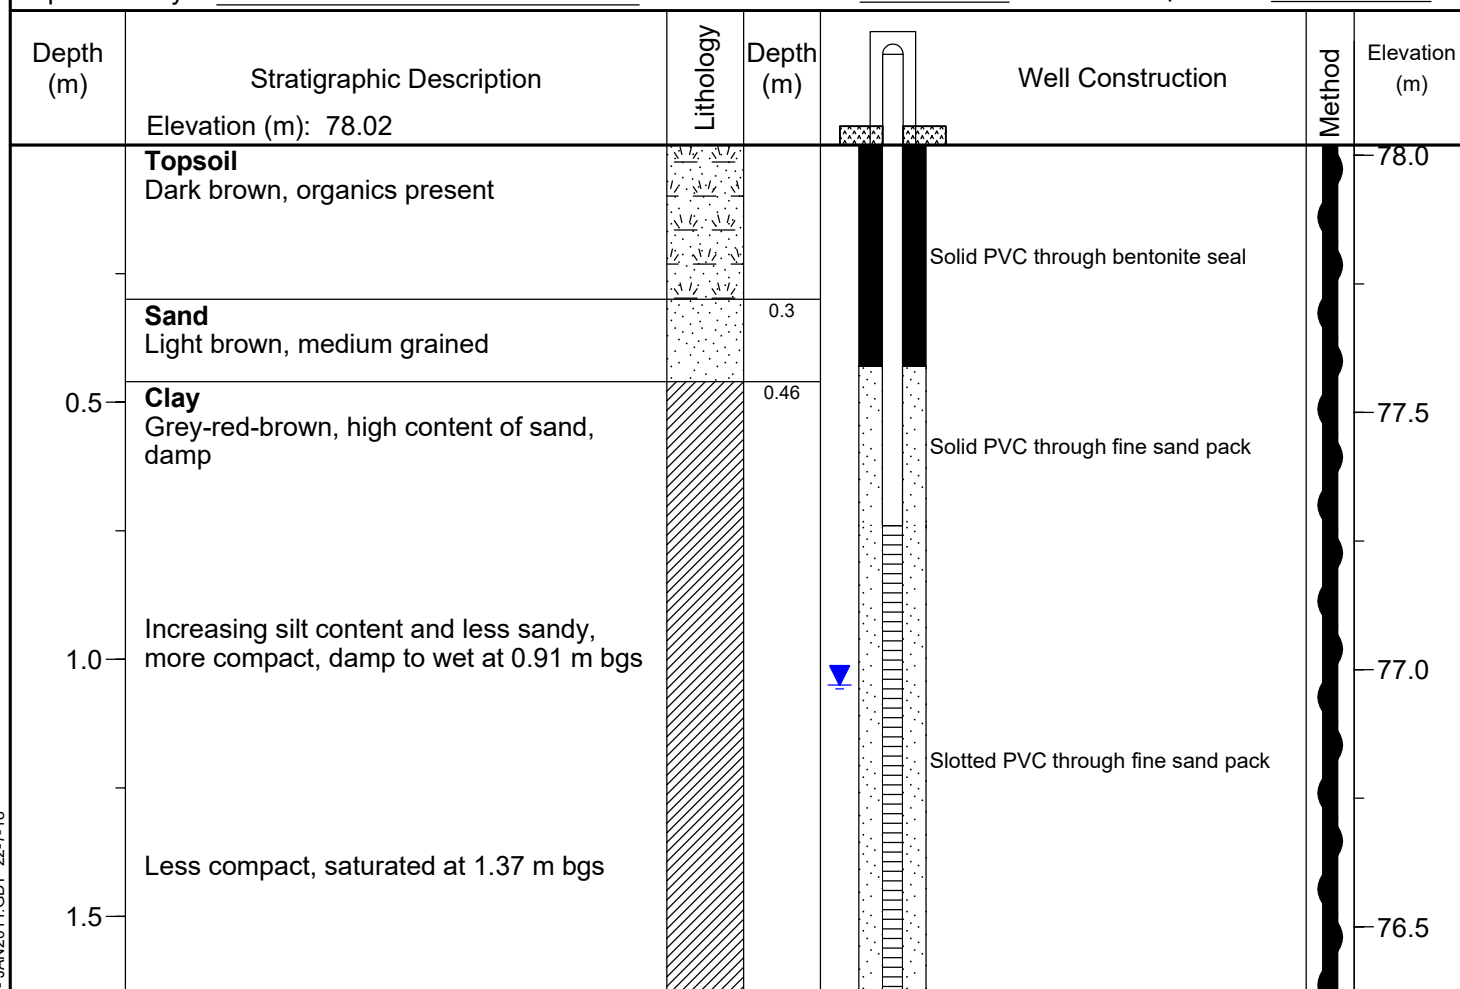 Depth
(m)
Stratigraphic Description
Elevation (m): 78.02
Lithology
Depth
(m)
Well Construction
Method
Elevation
(m)
Topsoil
Dark brown, organics present
78.0
Solid PVC through bentonite seal
0.3
Sand
Light brown, medium grained
0.46
0.5
Clay
Grey-red-brown, high content of sand,
damp
77.5
Solid PVC through fine sand pack
Increasing silt content and less sandy,
more compact, damp to wet at 0.91 m bgs
1.0
77.0
Slotted PVC through fine sand pack
Less compact, saturated at 1.37 m bgs
1.5
76.5